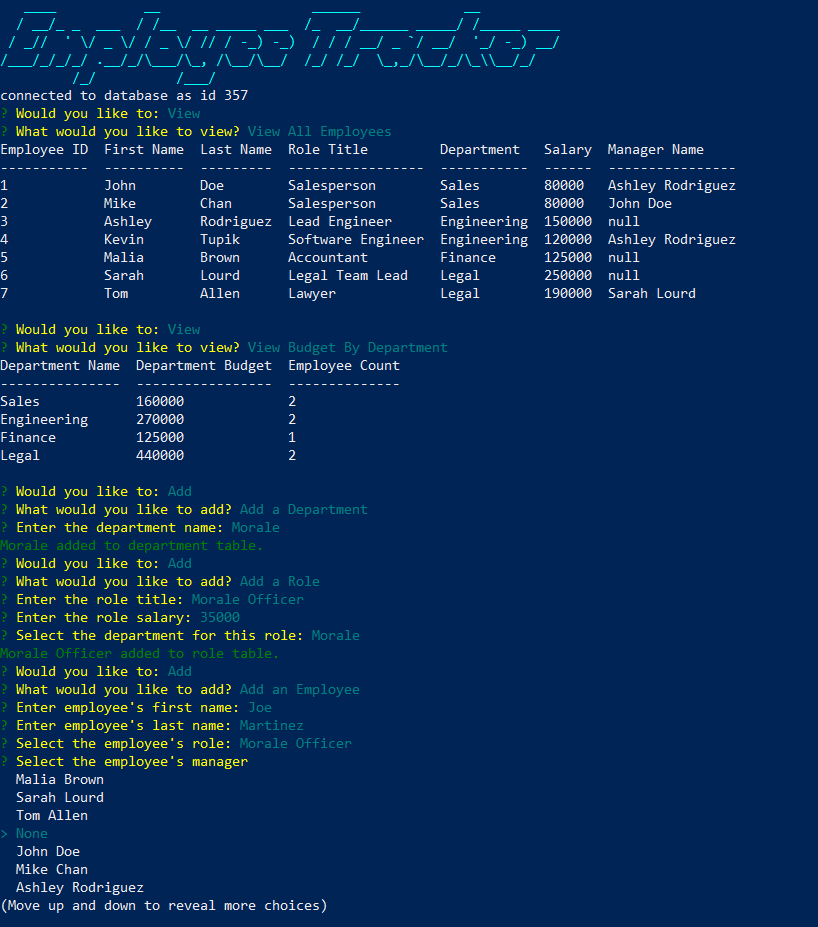 Employee Tracker
connected to database as id 357
? Would you like to: View
? What would you like to view? View All Employees
Employee ID  First Name  Last Name  Role Title         Department   Salary  Manager Name
-----------  ----------  ---------  -----------------  -----------  ------  ----------------
1            John        Doe        Salesperson        Sales        80000   Ashley Rodriguez
2            Mike        Chan       Salesperson        Sales        80000   John Doe
3            Ashley      Rodriguez  Lead Engineer      Engineering  150000  null
4            Kevin       Tupik      Software Engineer  Engineering  120000  Ashley Rodriguez
5            Malia       Brown      Accountant         Finance      125000  null
6            Sarah       Lourd      Legal Team Lead    Legal        250000  null
7            Tom         Allen      Lawyer             Legal        190000  Sarah Lourd
? Would you like to: View
? What would you like to view? View Budget By Department
Department Name  Department Budget  Employee Count
---------------  -----------------  --------------
Sales            160000             2
Engineering      270000             2
Finance          125000             1
Legal            440000             2
? Would you like to: Add
? What would you like to add? Add a Department
? Enter the department name: Morale
Morale added to department table.
? Would you like to: Add
? What would you like to add? Add a Role
? Enter the role title: Morale Officer
? Enter the role salary: 35000
? Select the department for this role: Morale
Morale Officer added to role table.
? Would you like to: Add
? What would you like to add? Add an Employee
? Enter employee's first name: Joe
? Enter employee's last name: Martinez
? Select the employee's role: Morale Officer
? Select the employee's manager
  Malia Brown
  Sarah Lourd
  Tom Allen
> None
  John Doe
  Mike Chan
  Ashley Rodriguez
(Move up and down to reveal more choices)